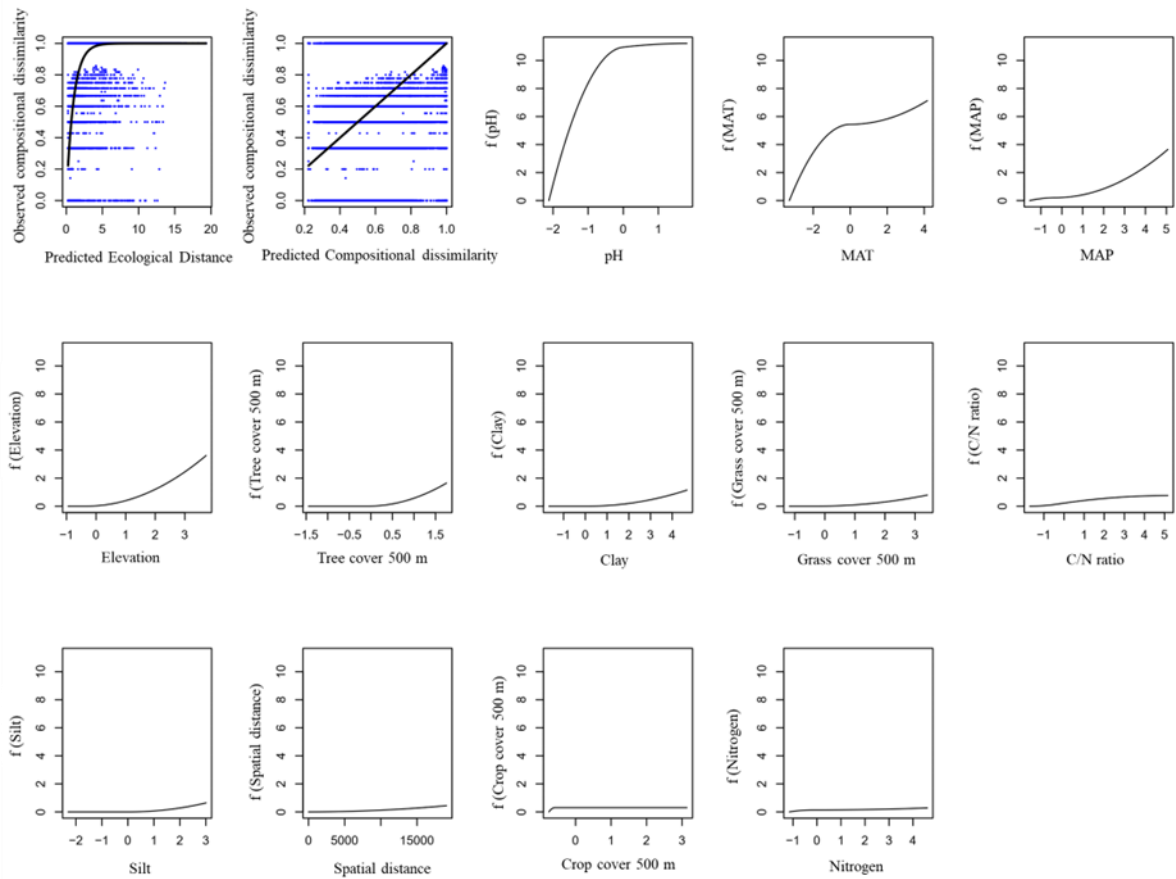 Observed compositional dissimilarity
0.0 0.2 0.4 0.6 0.8 1.0
0 5 10 15 20
Predicted Ecological Distance
Observed compositional dissimilarity
0.0 0.2 0.4 0.6 0.8 1.0
0.2 0.4 0.6 0.8 1.0
Predicted Compositional dissimilarity
f (pH)
0 2 4 6 8 10
−2 −1 0 1
pH
f (MAT)
0 2 4 6 8 10
−2 0 2 4
MAT
f (MAP)
0 2 4 6 8 10
−1 0 1 2 3 4 5
MAP
f (Elevation)
0 2 4 6 8 10
−1 0 1 2 3
Elevation
f (Tree cover 500 m)
0 2 4 6 8 10
−1.5 −0.5 0.5 1.5
Tree cover 500 m
f (Clay)
0 2 4 6 8 10
−1 0 1 2 3 4
Clay
f (Grass cover 500 m)
0 2 4 6 8 10
−1 0 1 2 3
Grass cover 500 m
f (C/N ratio)
0 2 4 6 8 10
−1 0 1 2 3 4 5
C/N ratio
f (Silt)
0 2 4 6 8 10
−2 −1 0 1 2 3
Silt
f (Spatial distance)
0 2 4 6 8 10
0 5000 15000
Spatial distance
f (Crop cover 500 m)
0 2 4 6 8 10
0 1 2 3
Crop cover 500 m
f (Nitrogen)
0 2 4 6 8 10
−1 0 1 2 3 4
Nitrogen